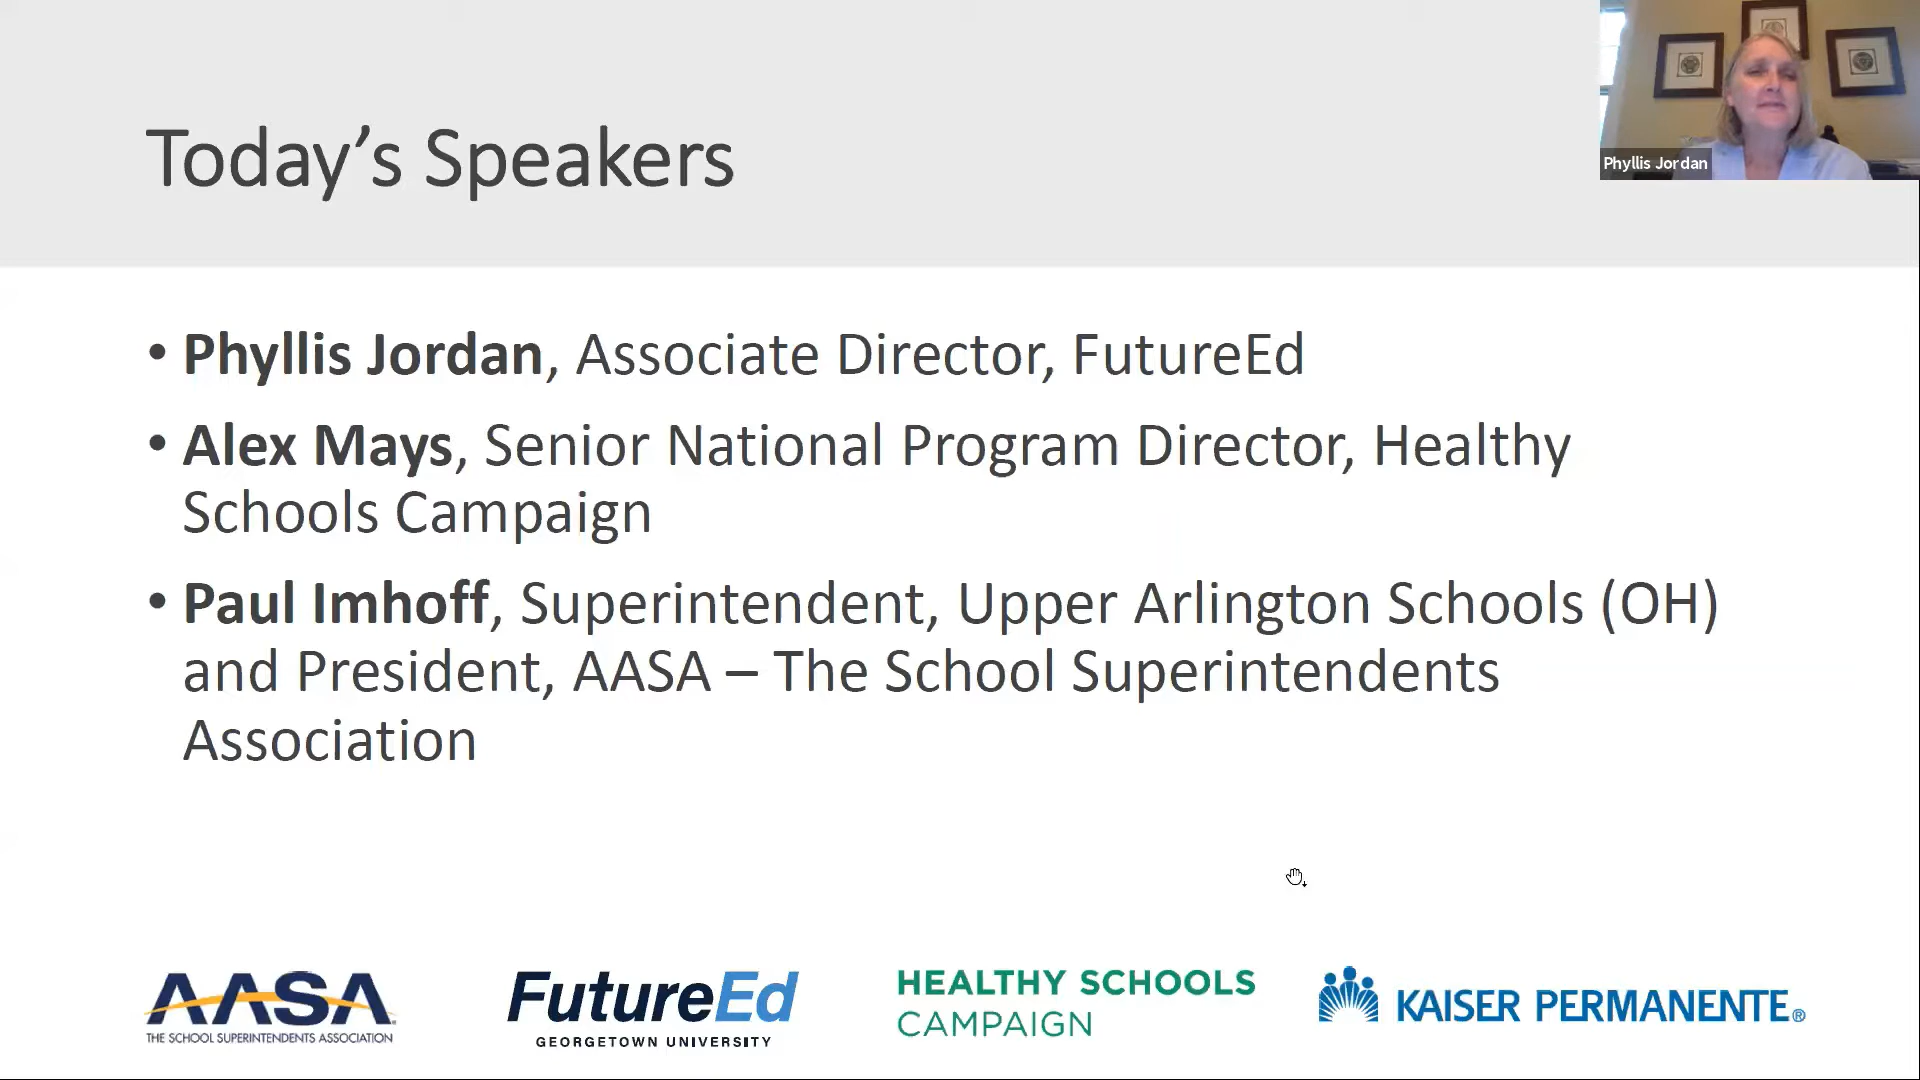 Today’s Speakers
Phyllis Jordan
• Phyllis Jordan, Associate Director, FutureEd
• Alex Mays, Senior National Program Director, Healthy
Schools Campaign
• Paul Imhoff, Superintendent, Upper Arlington Schools (OH)
and President, AASA – The School Superintendents
Association
AASA
THE SCHOOL SUPERINTENDENTS ASSOCIATION
FutureEd
GEORGETOWN UNIVERSITY
HEALTHY SCHOOLS
CAMPAIGN
KAISER PERMANENTE®